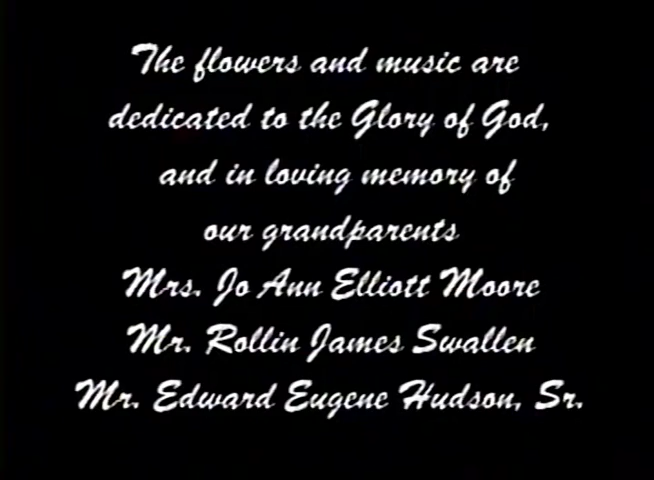 The flowers and music are
dedicated to the Glory of God,
and in loving memory of
our grandparents
Mrs. Jo Ann Elliott Moore
Mr. Rollin James Swallen
Mr. Edward Eugene Hudson, Sr.